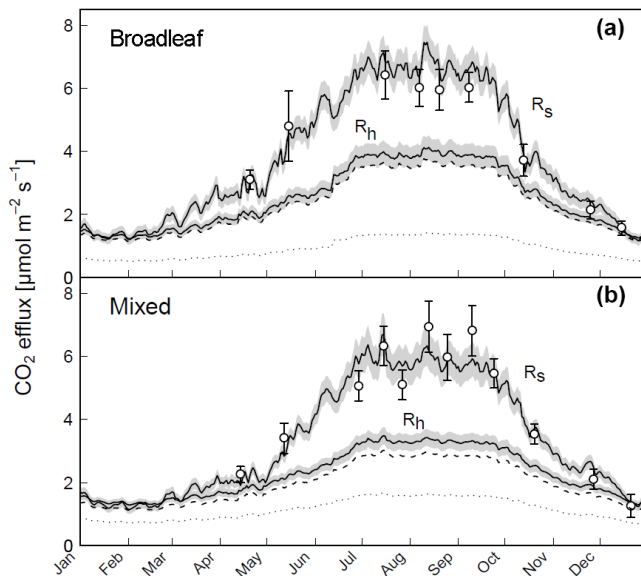 CO₂ efflux [µmol m⁻² s⁻¹]
Broadleaf
(a)
8
6
4
2
0
Rₛ
Rₕ
Mixed
(b)
8
6
4
2
0
Rₛ
Rₕ
Jan Feb Mar Apr May Jun Jul Aug Sep Oct Nov Dec